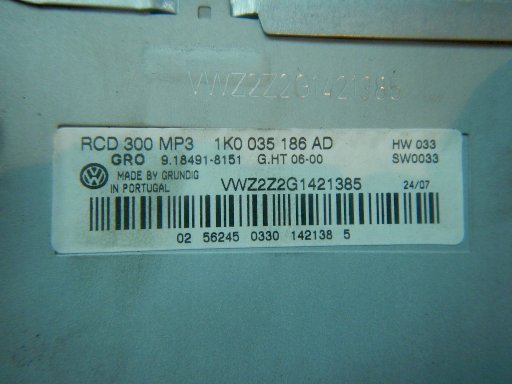 VWZ2Z2G1421385
RCD 300 MP3 1K0 035 186 AD HW 033
GRO 9.18491-8151 G.HT 06-00 SW0033
MADE BY GRUNDIG
IN PORTUGAL VWZ2Z2G1421385 24/07
02 56245 0330 142138 5